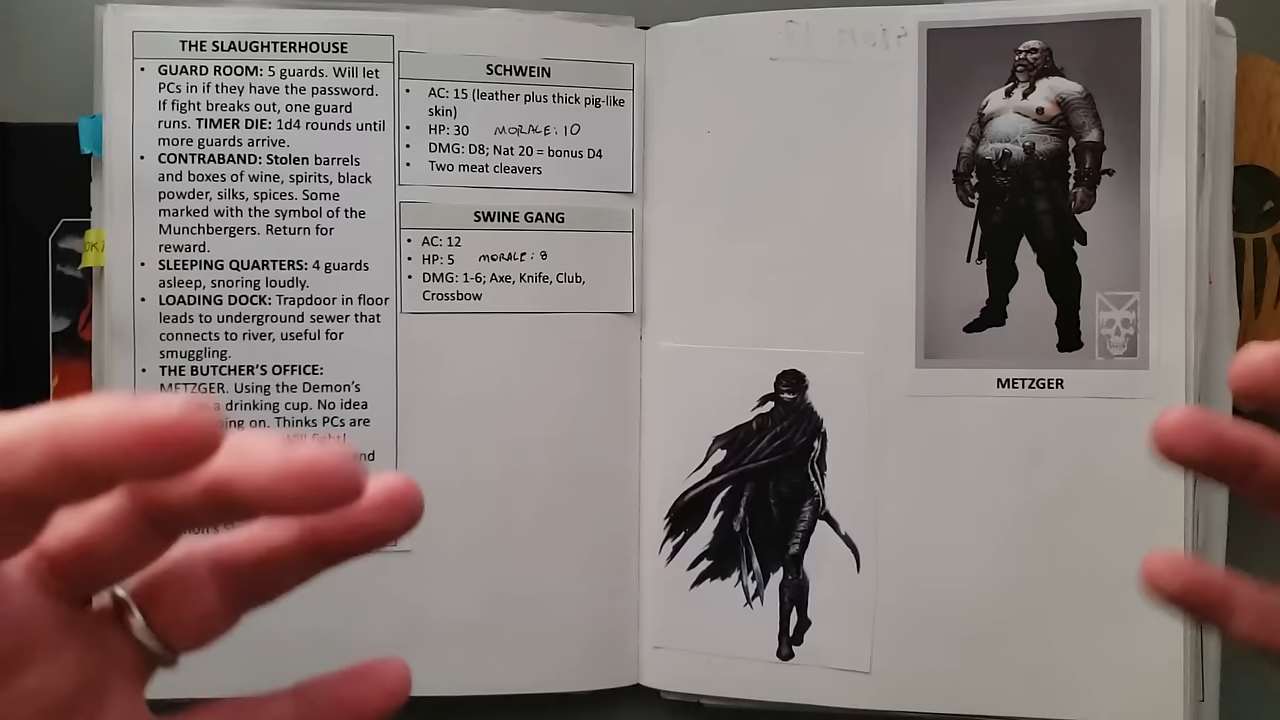 THE SLAUGHTERHOUSE
• GUARD ROOM: 5 guards. Will let
PCs in if they have the password.
If fight breaks out, one guard
runs. TIMER DIE: 1d4 rounds until
more guards arrive.
• CONTRABAND: Stolen barrels
and boxes of wine, spirits, black
powder, silks, spices. Some
marked with the symbol of the
Munchbergers. Return for
reward.
• SLEEPING QUARTERS: 4 guards
asleep, snoring loudly.
• LOADING DOCK: Trapdoor in floor
leads to underground sewer that
connects to river, useful for
smuggling.
• THE BUTCHER'S OFFICE:
METZGER. Using the Demon's
a drinking cup. No idea
on. Thinks PCs are
SCHWEIN
• AC: 15 (leather plus thick pig-like
skin)
• HP: 30 MORALE: 10
• DMG: D8; Nat 20 = bonus D4
• Two meat cleavers
SWINE GANG
• AC: 12
• HP: 5 MORALE: 8
• DMG: 1-6; Axe, Knife, Club,
Crossbow
METZGER